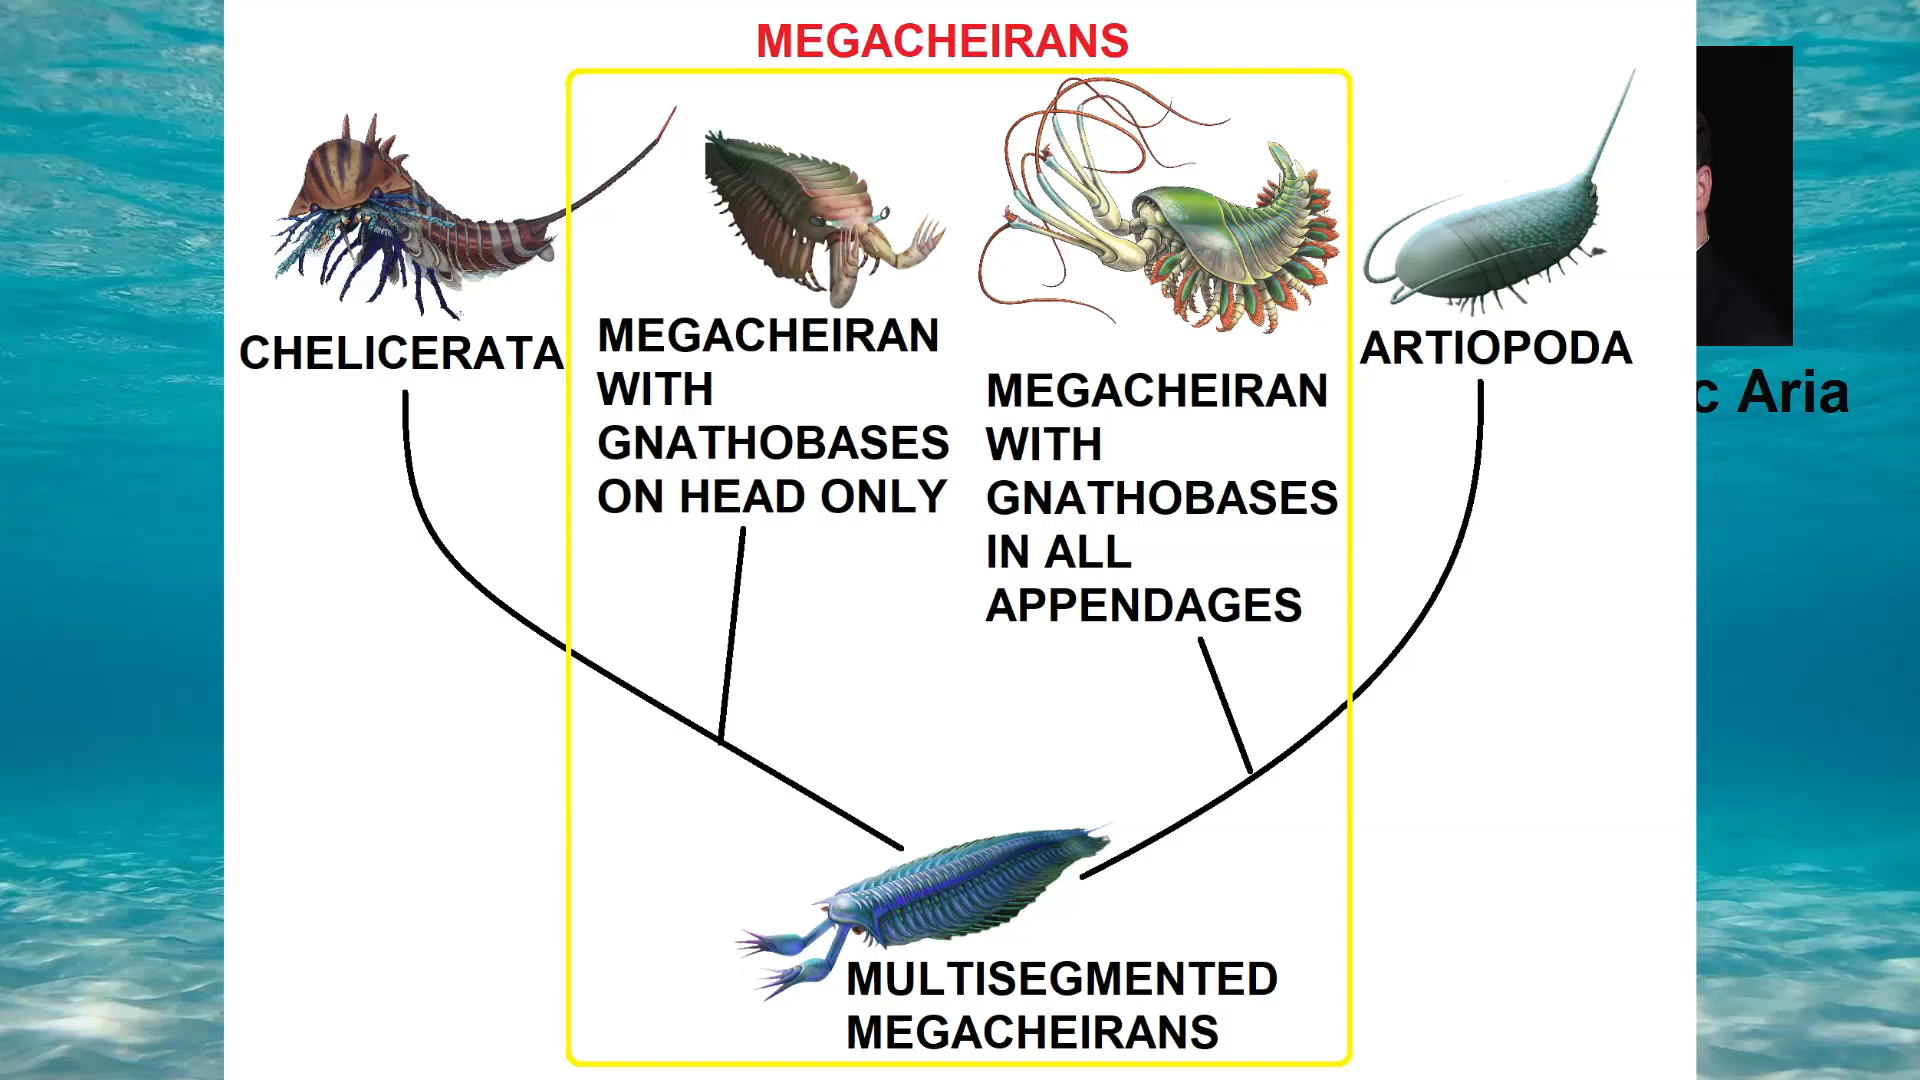 MEGACHEIRANS
CHELICERATA
MEGACHEIRAN
WITH
GNATHOBASES
ON HEAD ONLY
MEGACHEIRAN
WITH
GNATHOBASES
IN ALL
APPENDAGES
ARTIOPODA
c Aria
MULTISEGMENTED
MEGACHEIRANS